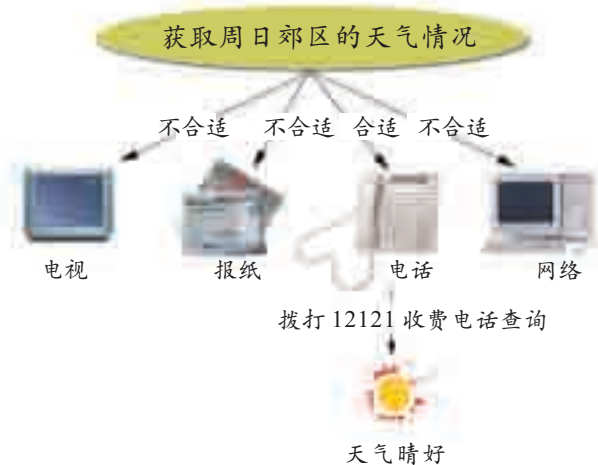 获取周日郊区的天气情况
不合适 不合适 合适 不合适
电视 报纸 电话 网络
拨打 12121 收费电话查询
天气晴好